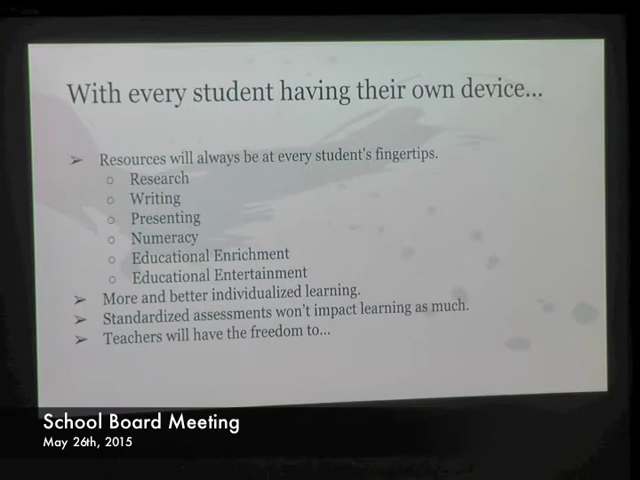 With every student having their own device...
➢ Resources will always be at every student's fingertips.
○ Research
○ Writing
○ Presenting
○ Numeracy
○ Educational Enrichment
○ Educational Entertainment
➢ More and better individualized learning.
➢ Standardized assessments won't impact learning as much.
➢ Teachers will have the freedom to...
School Board Meeting
May 26th, 2015